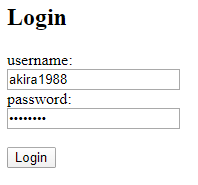 Login
username:
akira1988
password:
••••••••
Login